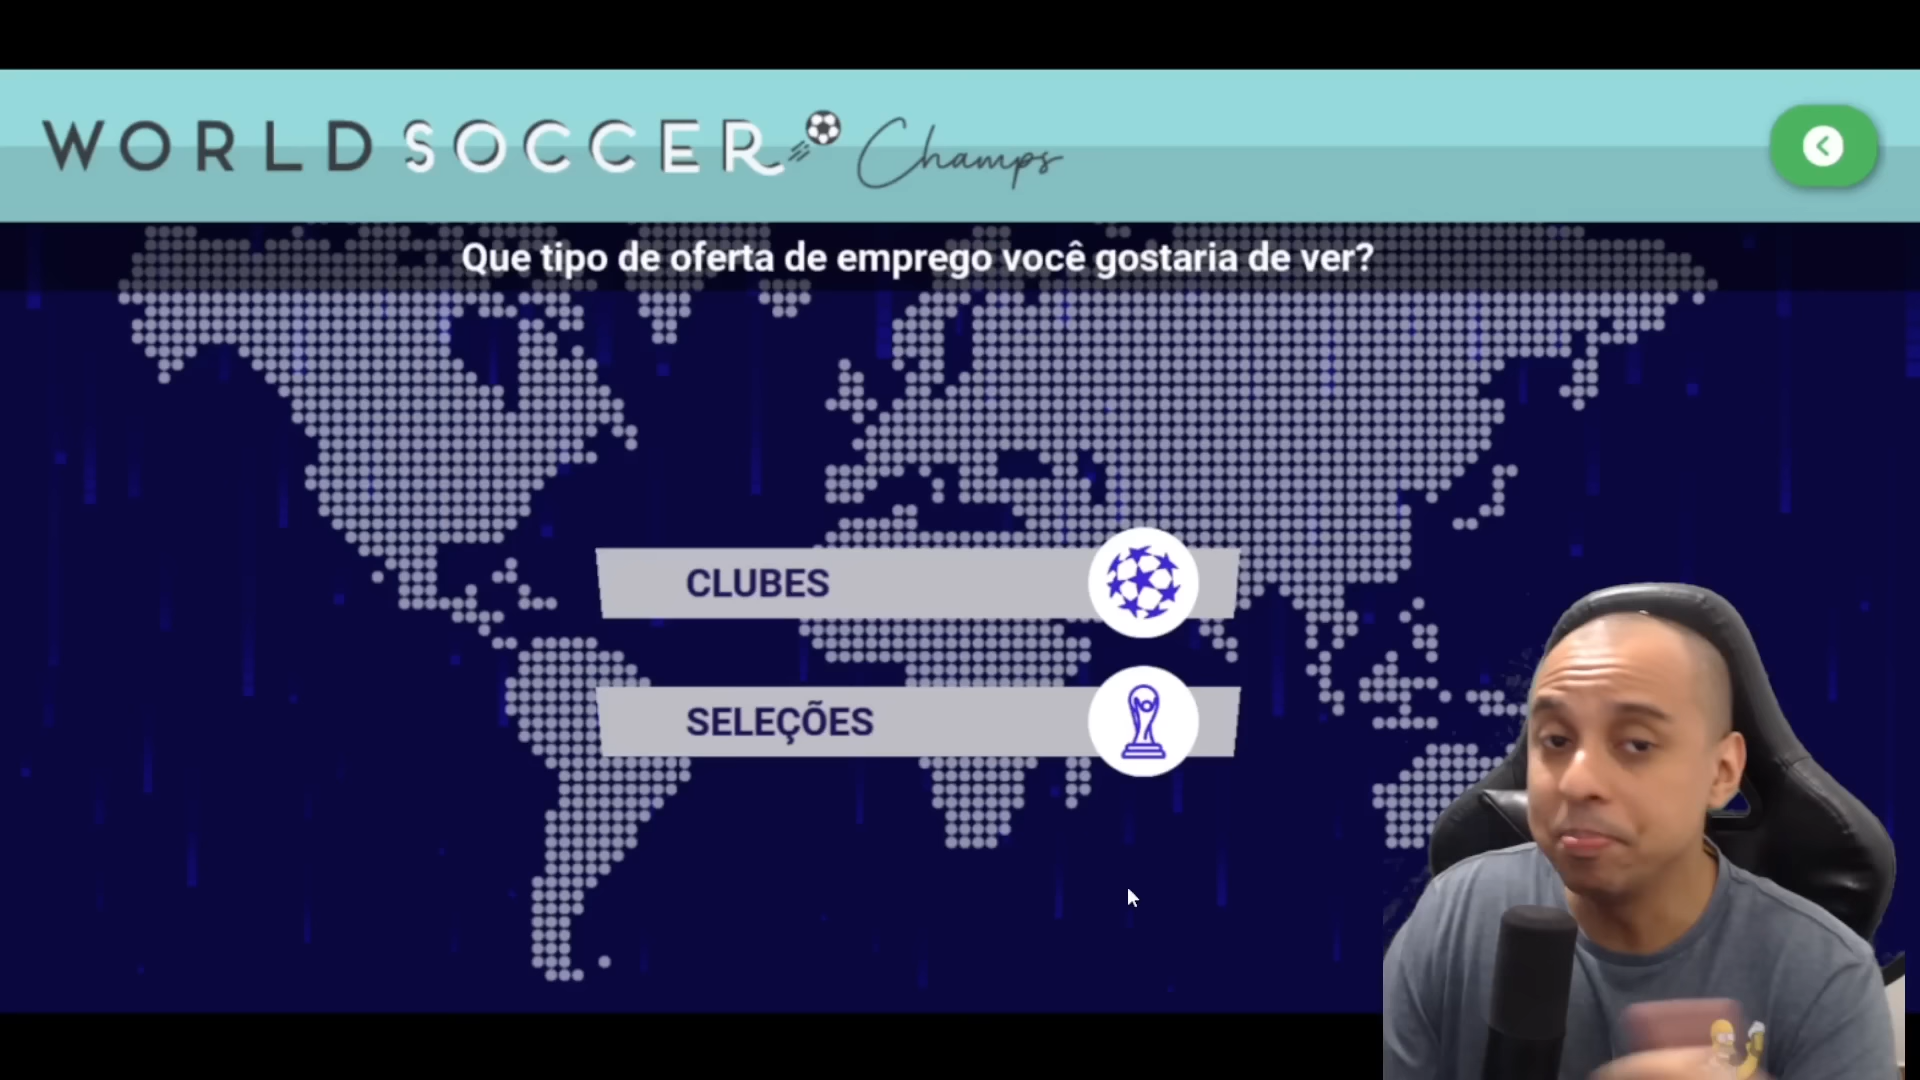 WORLD SOCCER Champs
Que tipo de oferta de emprego você gostaria de ver?
CLUBES
SELEÇÕES